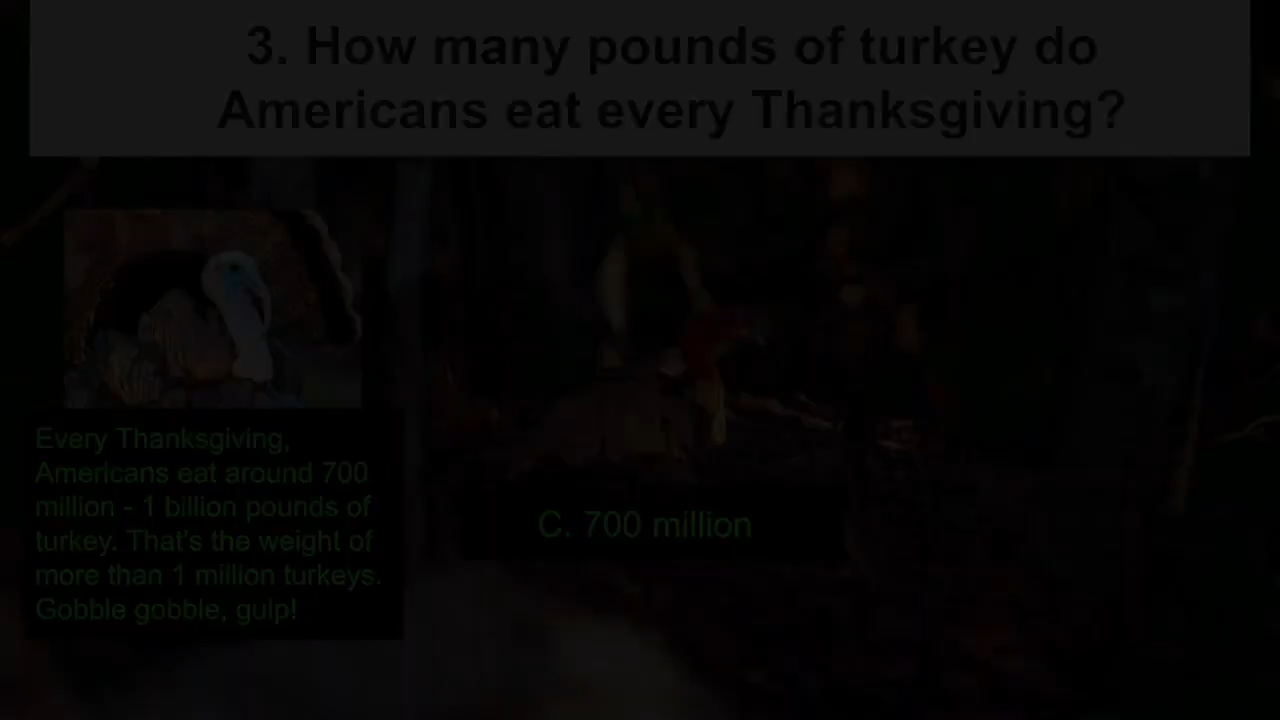 3. How many pounds of turkey do
Americans eat every Thanksgiving?
Every Thanksgiving,
Americans eat around 700
million - 1 billion pounds of
turkey. That's the weight of
more than 1 million turkeys.
Gobble gobble, gulp!
C. 700 million